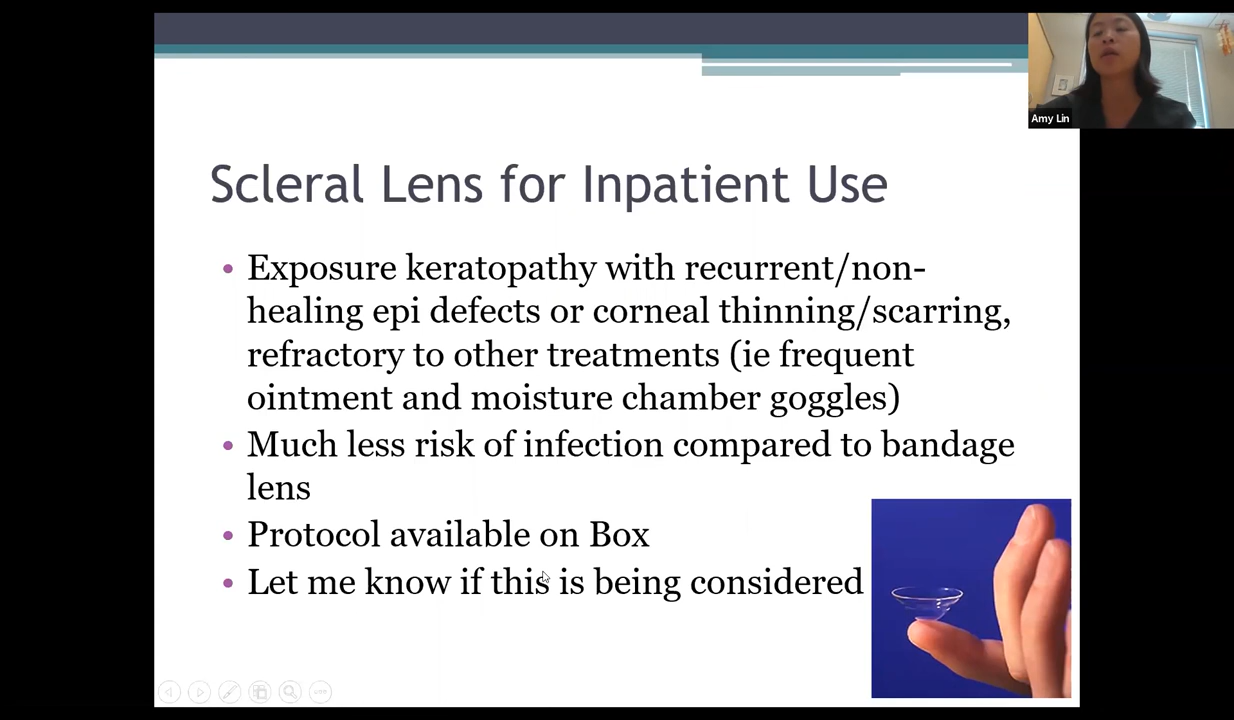 Amy Lin
Scleral Lens for Inpatient Use
• Exposure keratopathy with recurrent/non-
healing epi defects or corneal thinning/scarring,
refractory to other treatments (ie frequent
ointment and moisture chamber goggles)
• Much less risk of infection compared to bandage
lens
• Protocol available on Box
• Let me know if this is being considered